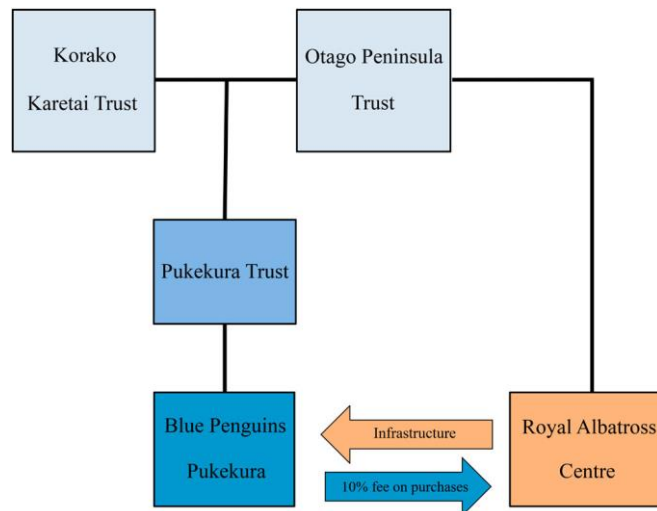 Korako
Karetai Trust
Otago Peninsula
Trust
Pukekura Trust
Blue Penguins
Pukekura
Infrastructure
10% fee on purchases
Royal Albatross
Centre